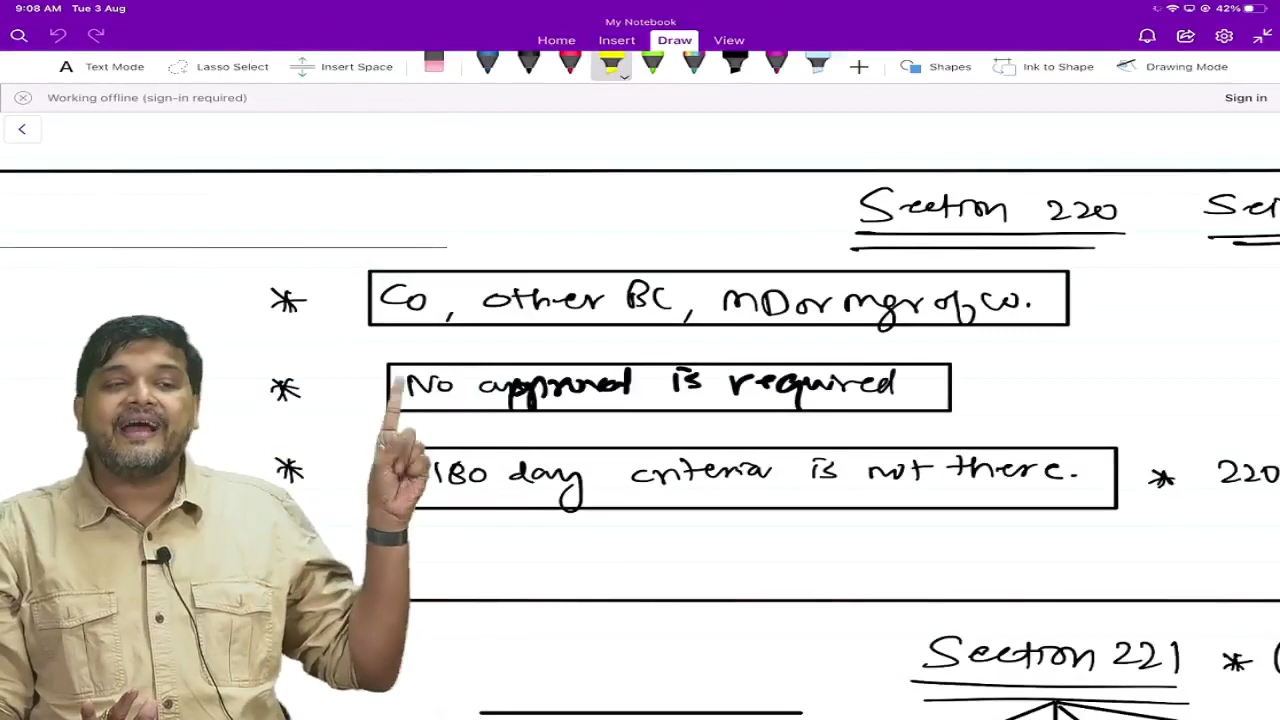 9:08 AM Tue 3 Aug
42%
My Notebook
Home Insert Draw View
Text Mode Lasso Select Insert Space Shapes Ink to Shape Drawing Mode
Working offline (sign-in required) Sign in
Section 220
* Co, other BC, MD or mgr of co.
* No approval is required
* 180 day criteria is not there. * 220
Section 221 *